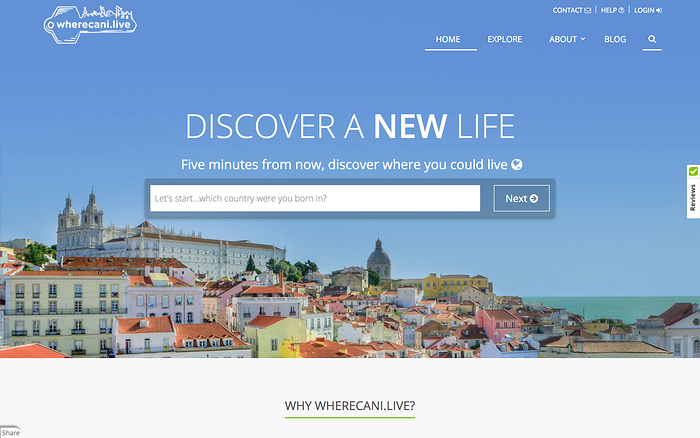 CONTACT
HELP
LOGIN
wherecani.live
HOME
EXPLORE
ABOUT
BLOG
DISCOVER A NEW LIFE
Five minutes from now, discover where you could live
Let's start...which country were you born in?
Next
Reviews
WHY WHERECANI.LIVE?
Share